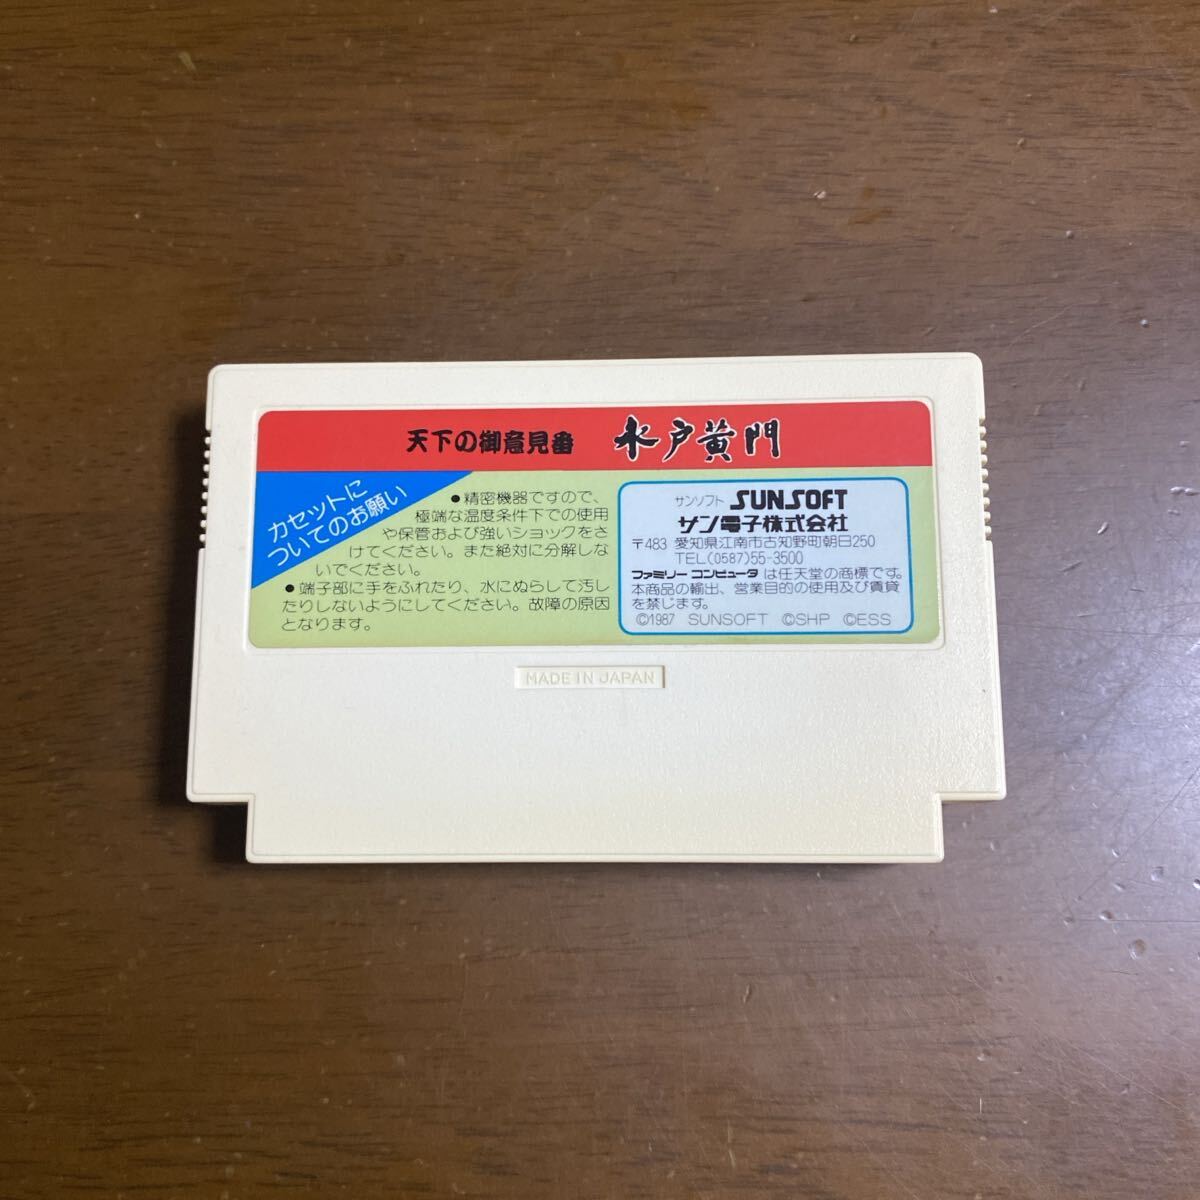 天下の御意見番 水戸黄門
カセットに
ついてのお願い
●精密機器ですので、
極端な温度条件下での使用
や保管および強いショックをさ
けてください。また絶対に分解しな
いでください。
●端子部に手をふれたり、水にぬらして汚し
たりしないようにしてください。故障の原因
となります。
サンソフト SUNSOFT
サン電子株式会社
〒483 愛知県江南市古知野町朝日250
TEL(0587)55-3500
ファミリーコンピュータは任天堂の商標です。
本商品の輸出、営業目的の使用及び賃貸
を禁じます。
©1987 SUNSOFT ©SHP ©ESS
MADE IN JAPAN